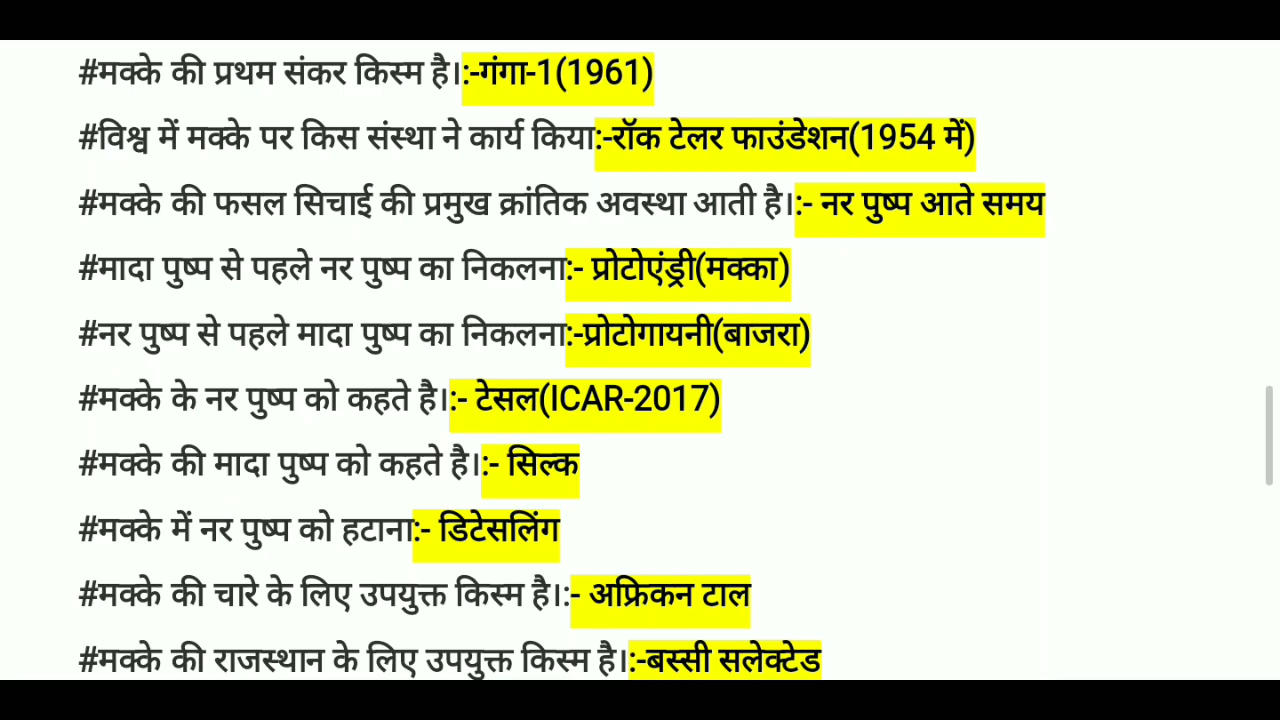 #मक्के की प्रथम संकर किस्म है।:-गंगा-1(1961)
#विश्व में मक्के पर किस संस्था ने कार्य किया:-रॉक टेलर फाउंडेशन(1954 में)
#मक्के की फसल सिचाई की प्रमुख क्रांतिक अवस्था आती है।:- नर पुष्प आते समय
#मादा पुष्प से पहले नर पुष्प का निकलना:- प्रोटोएंड्री(मक्का)
#नर पुष्प से पहले मादा पुष्प का निकलना:-प्रोटोगायनी(बाजरा)
#मक्के के नर पुष्प को कहते है।:- टेसल(ICAR-2017)
#मक्के की मादा पुष्प को कहते है।:- सिल्क
#मक्के में नर पुष्प को हटाना:- डिटेसलिंग
#मक्के की चारे के लिए उपयुक्त किस्म है।:- अफ्रिकन टाल
#मक्के की राजस्थान के लिए उपयुक्त किस्म है।:-बस्सी सलेक्टेड